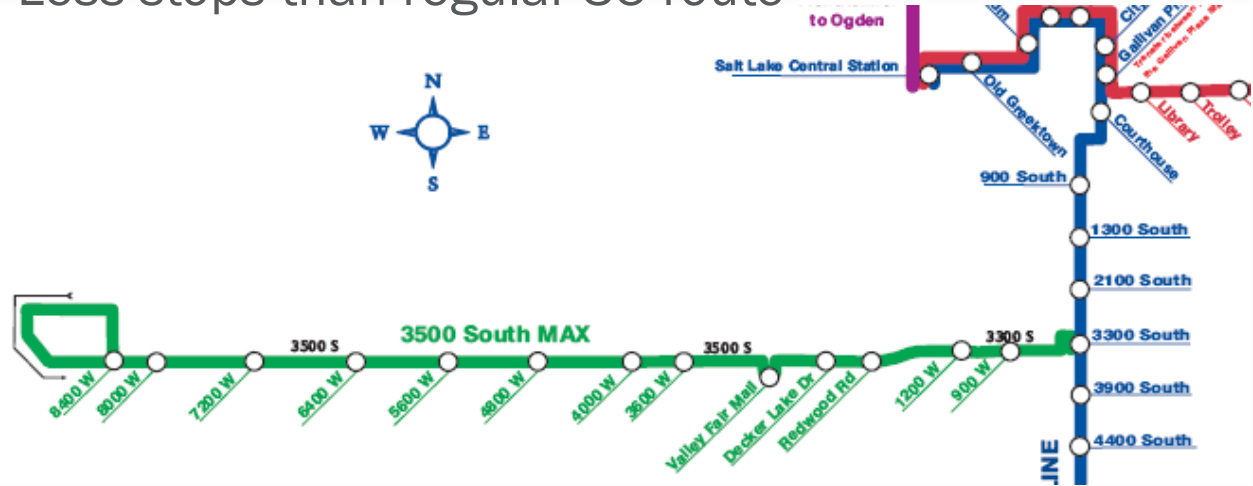 to Ogden
Salt Lake Central Station
Old Greektown
Library
Trolley
Courthouse
N
W
E
S
900 South
1300 South
2100 South
3300 South
3900 South
4400 South
3500 South MAX
3500 S
3500 S
3300 S
8400 W
8000 W
7200 W
6400 W
5600 W
4800 W
4000 W
3600 W
Valley Fair Mall
Decker Lake Dr
Redwood Rd
1200 W
900 W